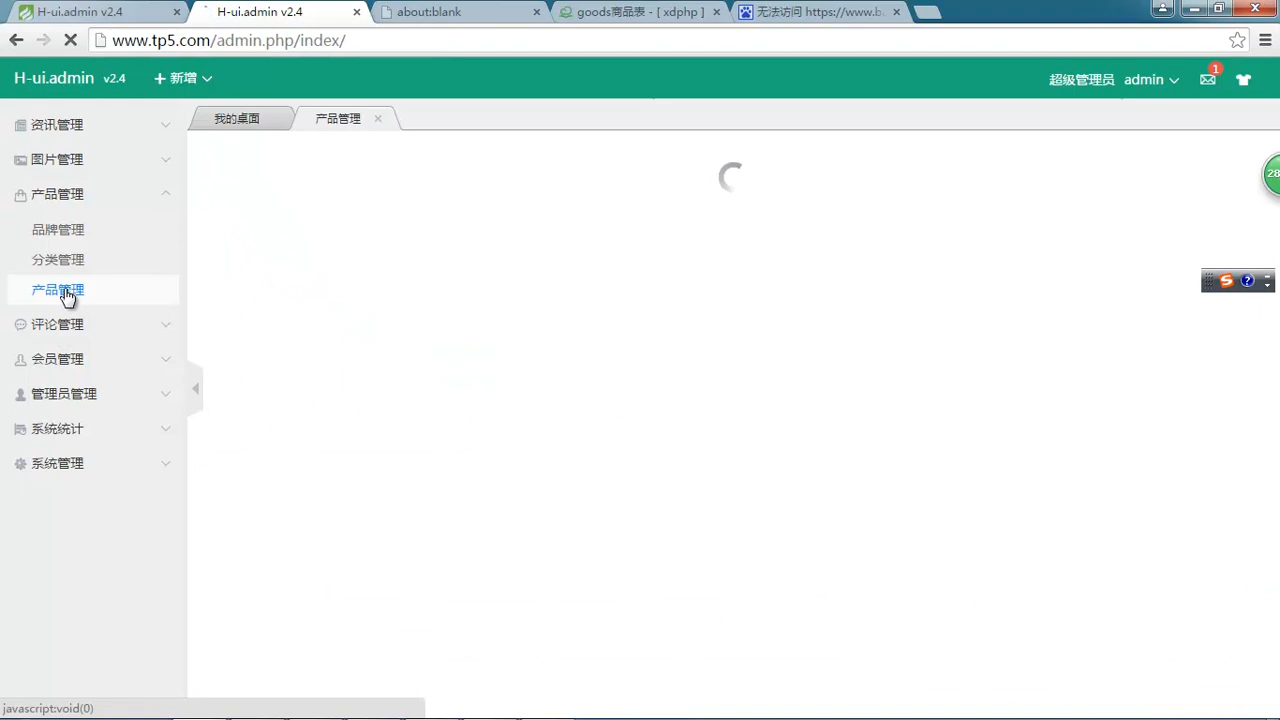 H-ui.admin v2.4
H-ui.admin v2.4
about:blank
goods商品表 - [ xdphp ]
无法访问 https://www.b
www.tp5.com/admin.php/index/
H-ui.admin v2.4
新增
超级管理员
admin
1
资讯管理
我的桌面
产品管理
图片管理
产品管理
28
品牌管理
分类管理
产品管理
评论管理
会员管理
管理员管理
系统统计
系统管理
javascript:void(0)